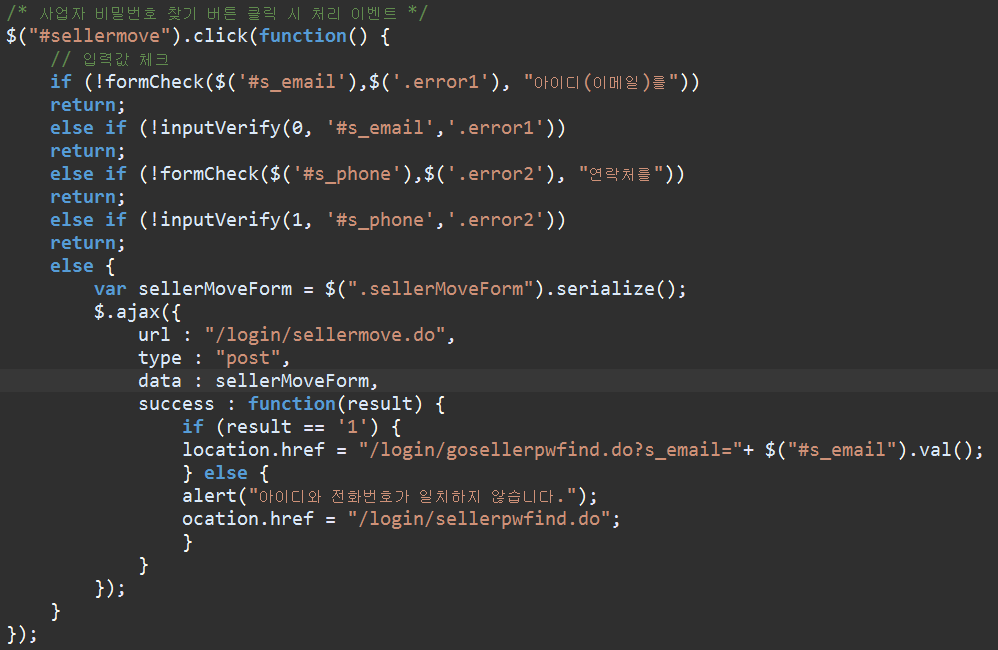 /* 사업자 비밀번호 찾기 버튼 클릭 시 처리 이벤트 */
$("#sellermove").click(function() {
    // 입력값 체크
    if (!formCheck($('#s_email'),$('.error1'), "아이디(이메일)를"))
    return;
    else if (!inputVerify(0, '#s_email','.error1'))
    return;
    else if (!formCheck($('#s_phone'),$('.error2'), "연락처를"))
    return;
    else if (!inputVerify(1, '#s_phone','.error2'))
    return;
    else {
        var sellerMoveForm = $(".sellerMoveForm").serialize();
        $.ajax({
            url : "/login/sellermove.do",
            type : "post",
            data : sellerMoveForm,
            success : function(result) {
                if (result == '1') {
                location.href = "/login/gosellerpwfind.do?s_email="+ $("#s_email").val();
                } else {
                alert("아이디와 전화번호가 일치하지 않습니다.");
                ocation.href = "/login/sellerpwfind.do";
                }
            }
        });
    }
});